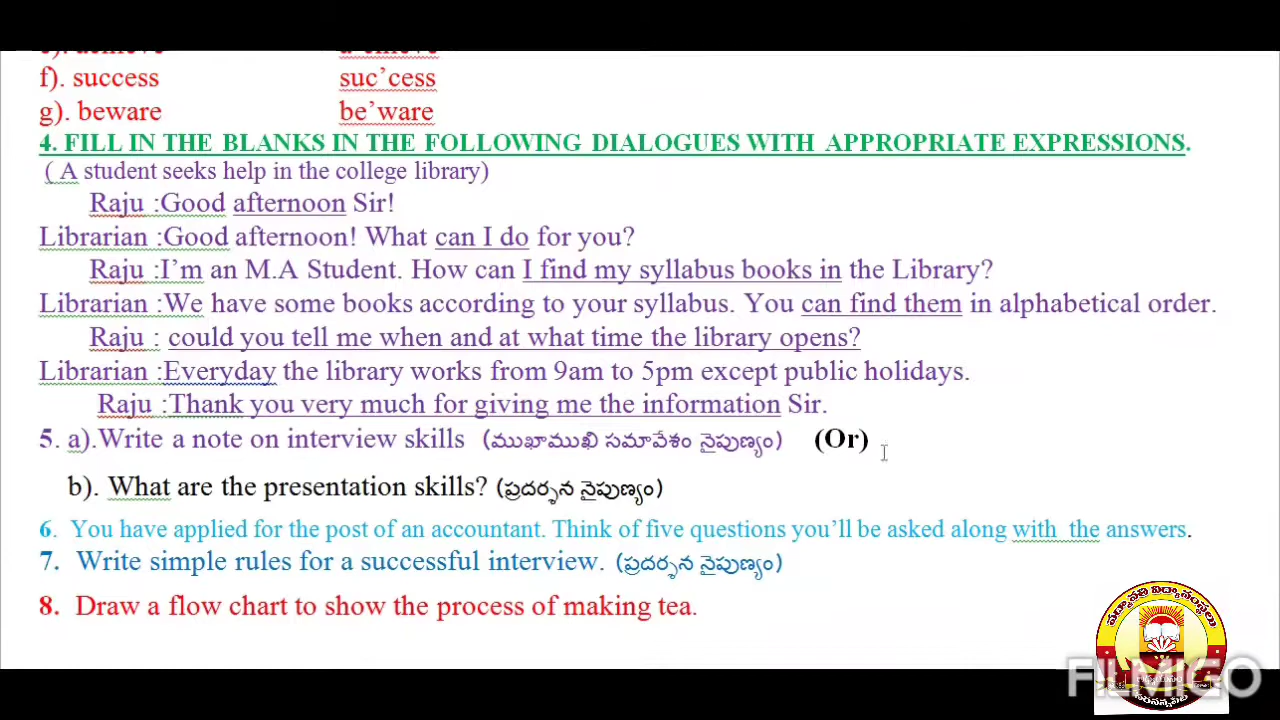 f). success suc’cess
g). beware be’ware
4. FILL IN THE BLANKS IN THE FOLLOWING DIALOGUES WITH APPROPRIATE EXPRESSIONS.
( A student seeks help in the college library)
Raju :Good afternoon Sir!
Librarian :Good afternoon! What can I do for you?
Raju :I’m an M.A Student. How can I find my syllabus books in the Library?
Librarian :We have some books according to your syllabus. You can find them in alphabetical order.
Raju : could you tell me when and at what time the library opens?
Librarian :Everyday the library works from 9am to 5pm except public holidays.
Raju :Thank you very much for giving me the information Sir.
5. a).Write a note on interview skills (ముఖాముఖి సమావేశం నైపుణ్యం) (Or)
b). What are the presentation skills? (ప్రదర్శన నైపుణ్యం)
6. You have applied for the post of an accountant. Think of five questions you’ll be asked along with the answers.
7. Write simple rules for a successful interview. (ప్రదర్శన నైపుణ్యం)
8. Draw a flow chart to show the process of making tea.
పద్మావతి విద్యాసంస్థలు
FILMIGO